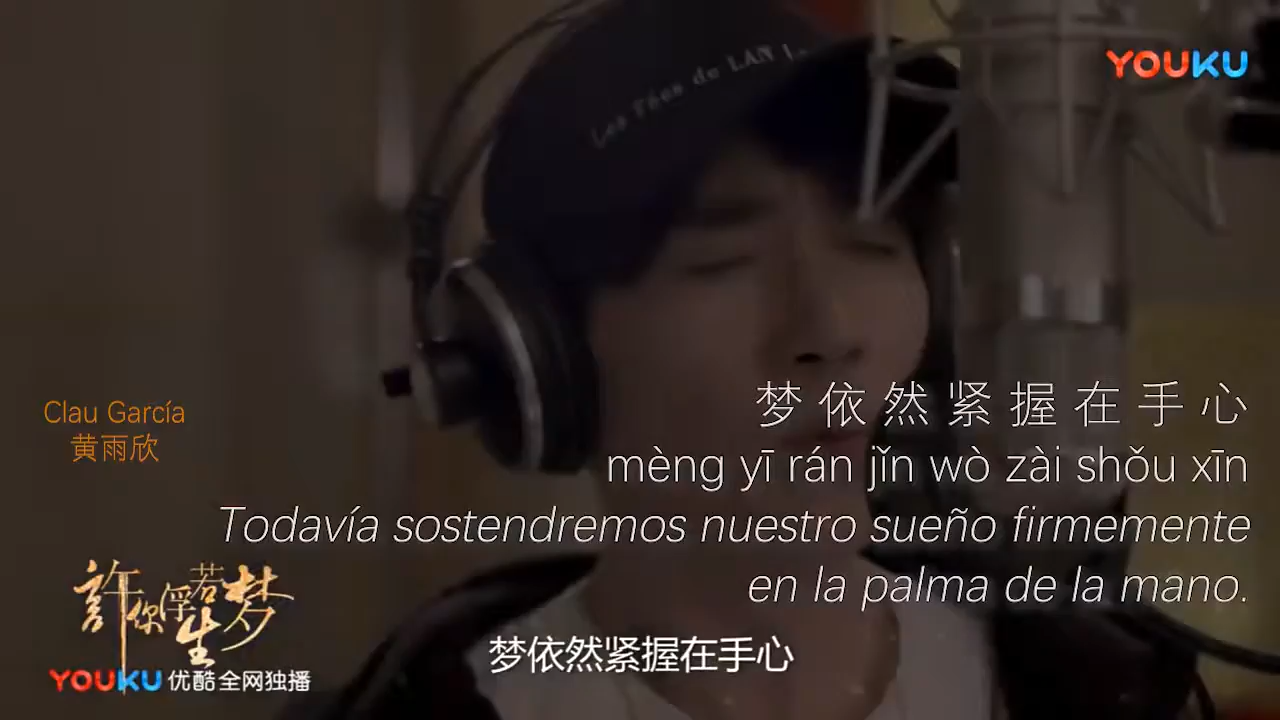 Les Fées de LAN
YOUKU
Clau García
黄雨欣
梦依然紧握在手心
mèng yī rán jǐn wò zài shǒu xīn
Todavía sostendremos nuestro sueño firmemente
en la palma de la mano.
許你浮生若梦
梦依然紧握在手心
YOUKU 优酷全网独播